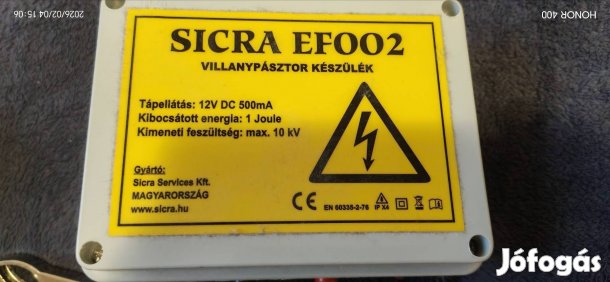 2026/02/04 15:06
HONOR 400
SICRA EF002
VILLANYPÁSZTOR KÉSZÜLÉK
Tápellátás: 12V DC 500mA
Kibocsátott energia: 1 Joule
Kimeneti feszültség: max. 10 kV
Gyártó:
Sicra Services Kft.
MAGYARORSZÁG
www.sicra.hu
CE EN 60335-2-76 IP X4
Jófogás